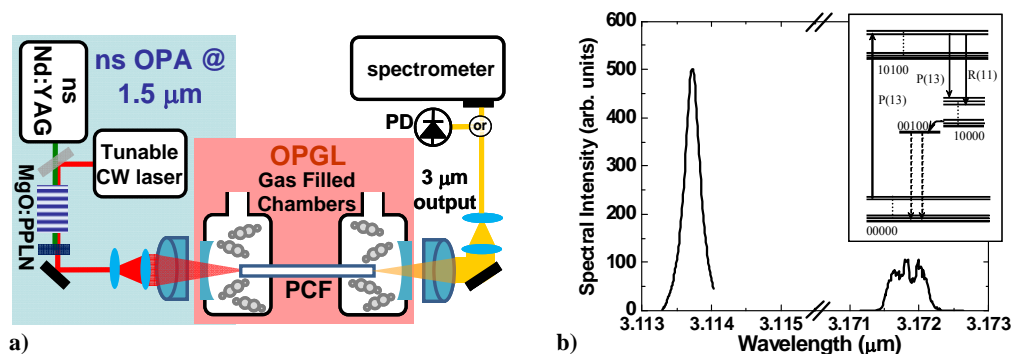 ns
Nd:YAG
ns OPA @
1.5 μm
Tunable
CW laser
MgO:PPLN
OPGL
Gas Filled
Chambers
PCF
spectrometer
PD
or
3 μm
output
a)
b)
Spectral Intensity (arb. units)
600
500
400
300
200
100
0
3.113
3.114
3.115
3.171
3.172
3.173
Wavelength (μm)
10100
P(13)
R(11)
P(13)
00100
10000
00000